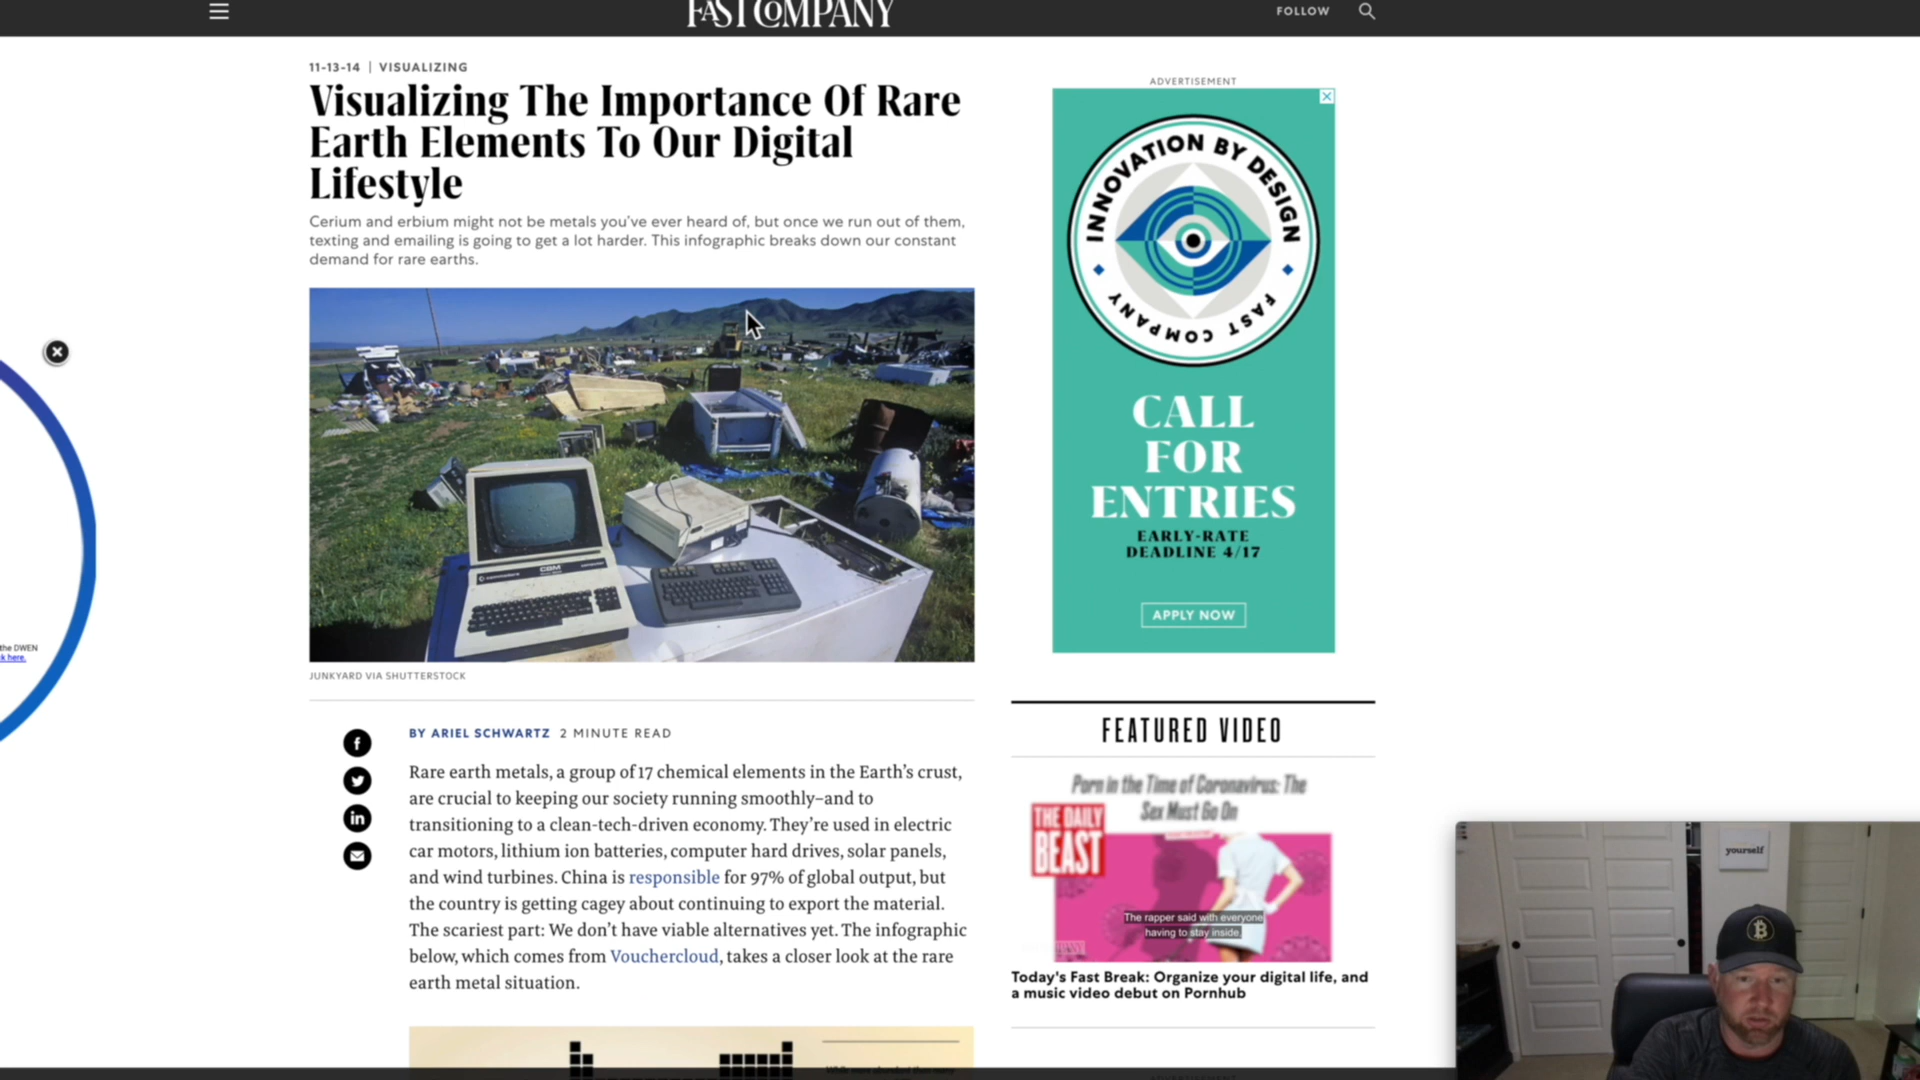 FAST COMPANY
FOLLOW
11-13-14 | VISUALIZING
Visualizing The Importance Of Rare
Earth Elements To Our Digital
Lifestyle
Cerium and erbium might not be metals you've ever heard of, but once we run out of them,
texting and emailing is going to get a lot harder. This infographic breaks down our constant
demand for rare earths.
commodore
CBM
JUNKYARD VIA SHUTTERSTOCK
the DWEN
k here.
BY ARIEL SCHWARTZ 2 MINUTE READ
Rare earth metals, a group of 17 chemical elements in the Earth's crust,
are crucial to keeping our society running smoothly–and to
transitioning to a clean-tech-driven economy. They're used in electric
car motors, lithium ion batteries, computer hard drives, solar panels,
and wind turbines. China is responsible for 97% of global output, but
the country is getting cagey about continuing to export the material.
The scariest part: We don't have viable alternatives yet. The infographic
below, which comes from Vouchercloud, takes a closer look at the rare
earth metal situation.
ADVERTISEMENT
INNOVATION BY DESIGN
FAST COMPANY
CALL
FOR
ENTRIES
EARLY-RATE
DEADLINE 4/17
APPLY NOW
FEATURED VIDEO
Porn in the Time of Coronavirus: The
Sex Must Go On
THE DAILY
BEAST
The rapper said with everyone
having to stay inside,
Today's Fast Break: Organize your digital life, and
a music video debut on Pornhub
yourself